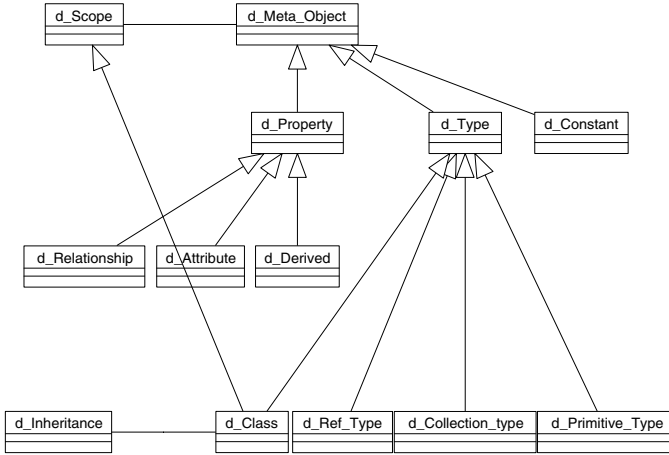 d_Scope
d_Meta_Object
d_Property
d_Type
d_Constant
d_Relationship
d_Attribute
d_Derived
d_Inheritance
d_Class
d_Ref_Type
d_Collection_type
d_Primitive_Type